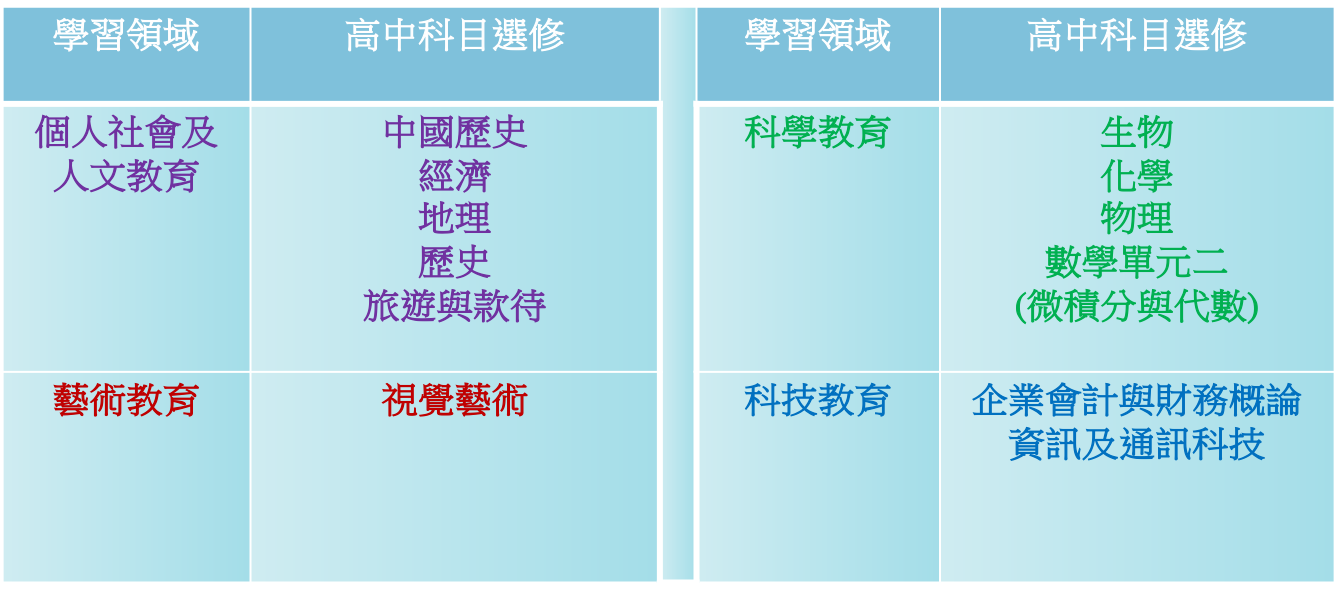 學習領域
高中科目選修
學習領域
高中科目選修
個人社會及
人文教育
中國歷史
經濟
地理
歷史
旅遊與款待
科學教育
生物
化學
物理
數學單元二
(微積分與代數)
藝術教育
視覺藝術
科技教育
企業會計與財務概論
資訊及通訊科技